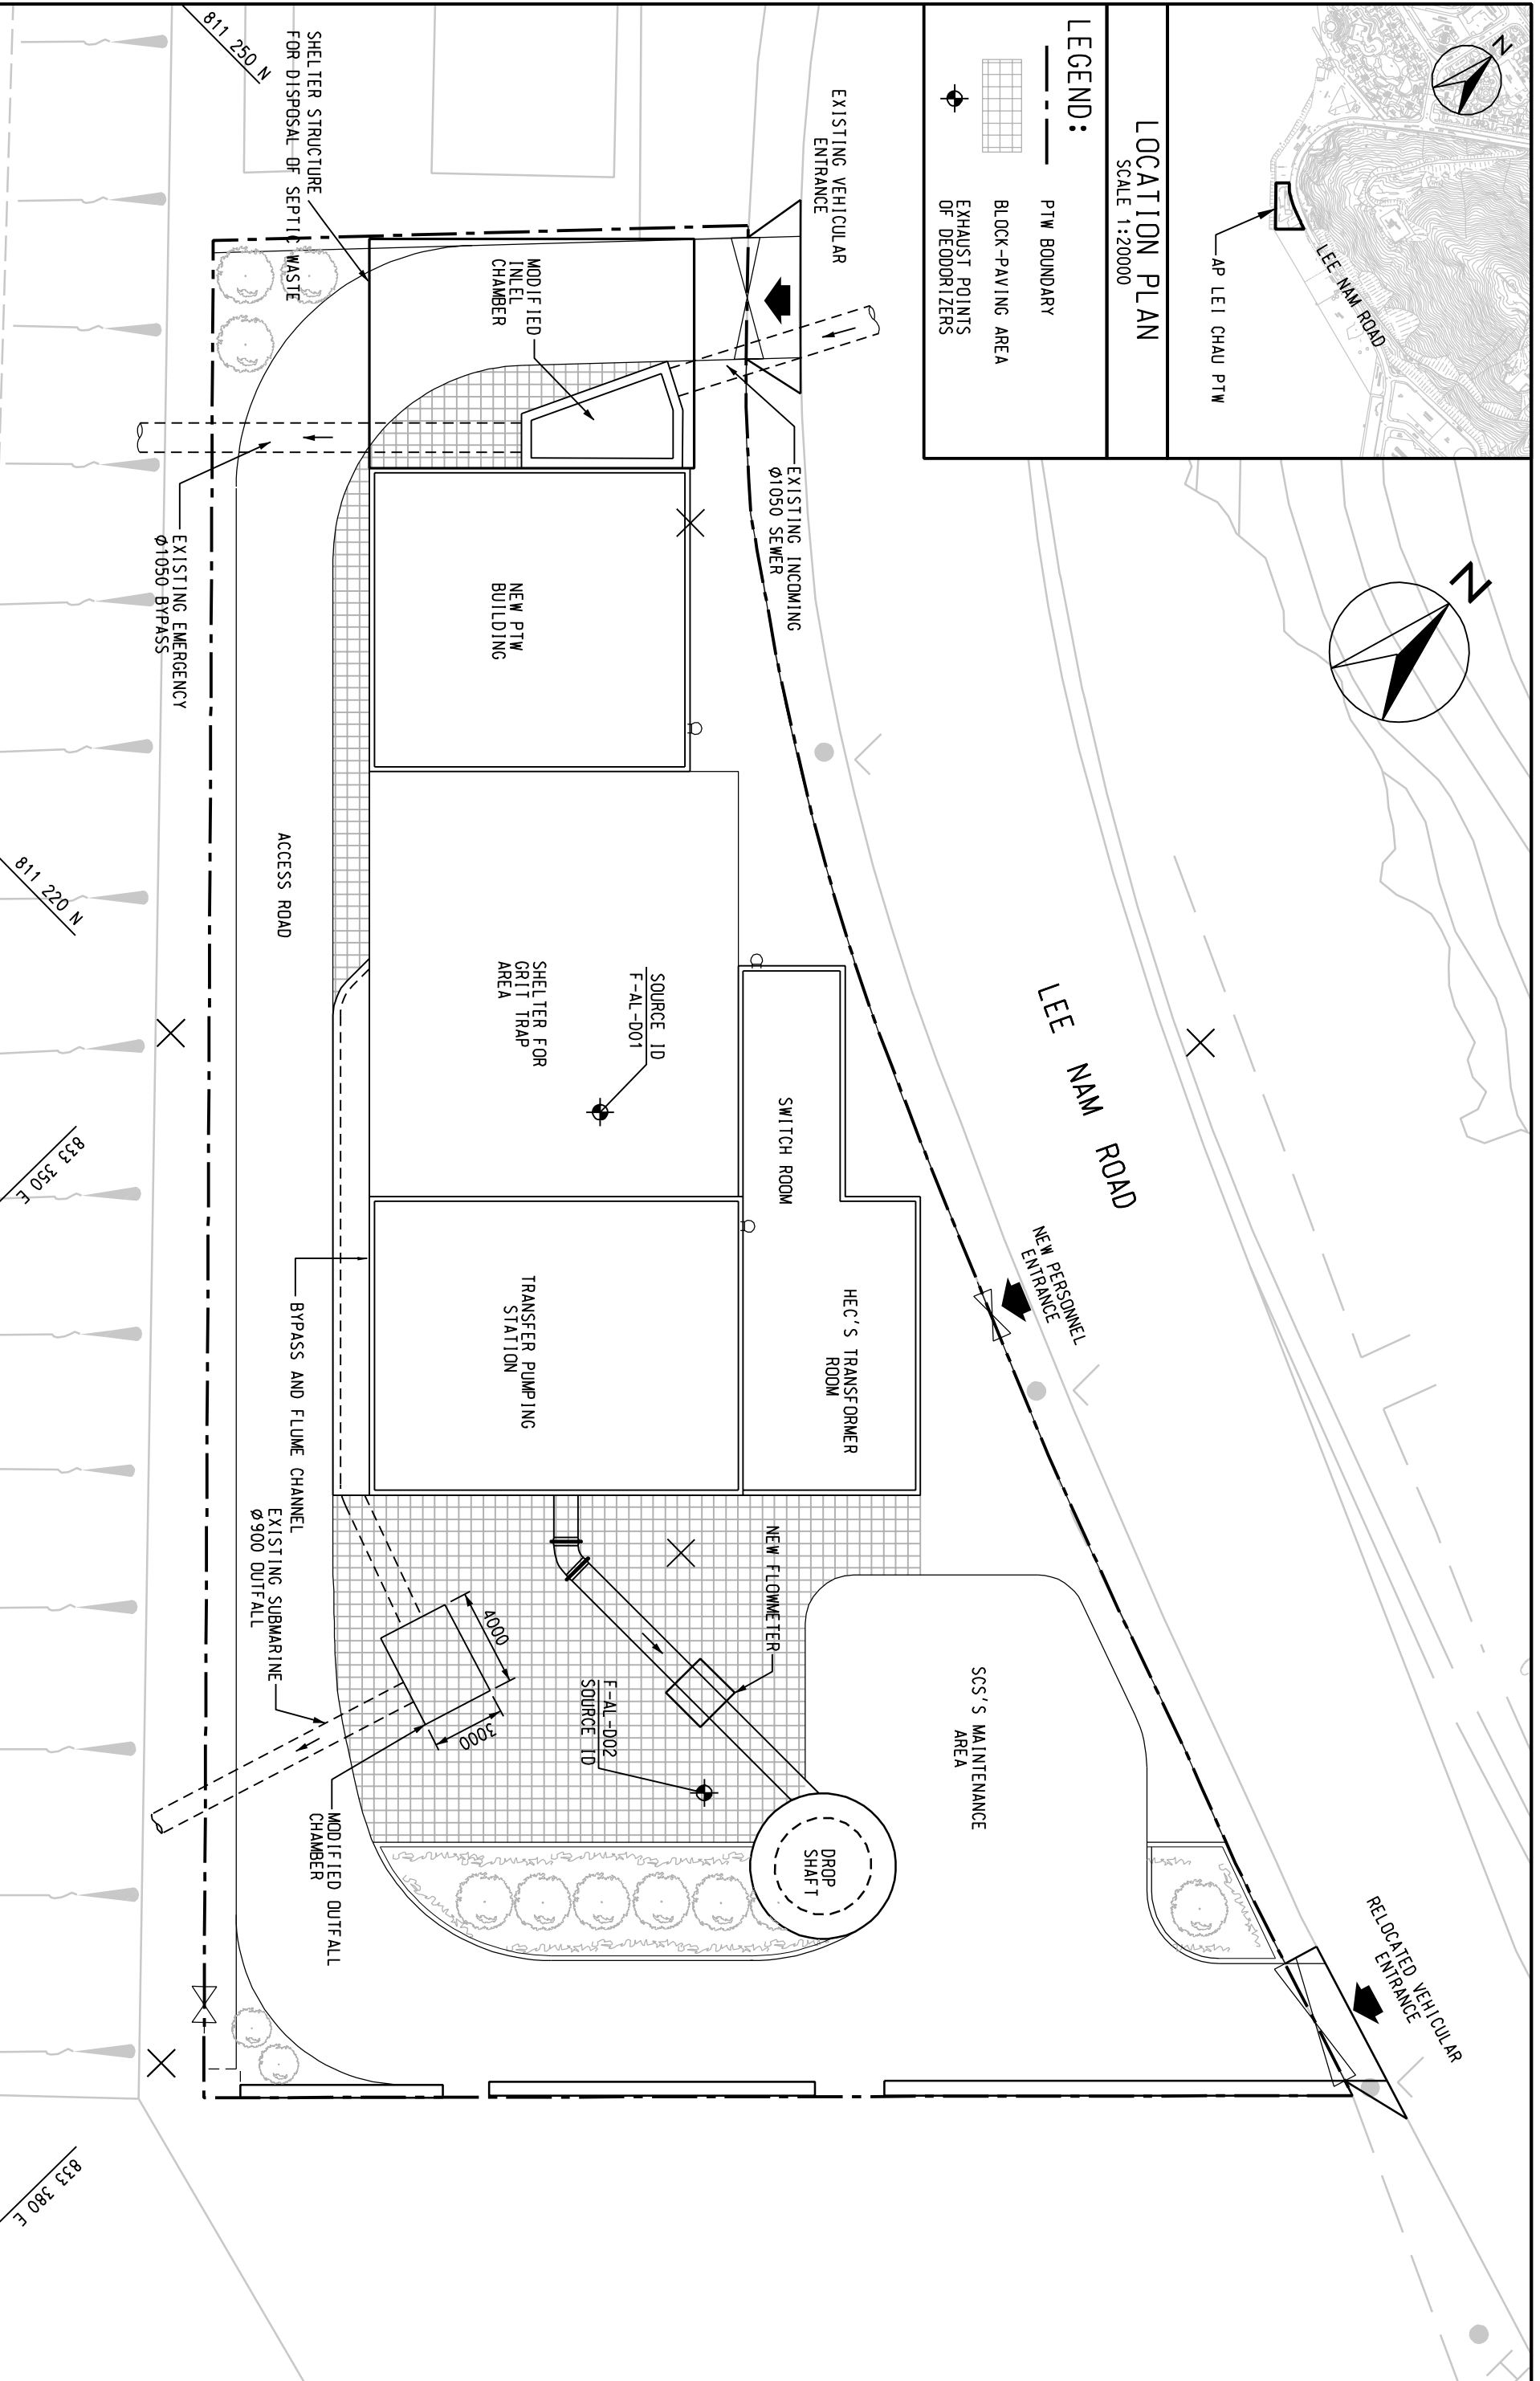 N
LEE NAM ROAD
AP LEI CHAU PTW
LOCATION PLAN
SCALE 1:20000
LEGEND:
PTW BOUNDARY
BLOCK-PAVING AREA
EXHAUST POINTS
OF DEODORIZERS
N
811 250 N
811 220 N
833 350 E
833 380 E
SHELTER STRUCTURE
FOR DISPOSAL OF SEPTIC WASTE
EXISTING VEHICULAR
ENTRANCE
MODIFIED
INLEL
CHAMBER
EXISTING INCOMING
Ø1050 SEWER
EXISTING EMERGENCY
Ø1050 BYPASS
NEW PTW
BUILDING
ACCESS ROAD
SHELTER FOR
GRIT TRAP
AREA
SOURCE ID
F-AL-D01
SWITCH ROOM
LEE NAM ROAD
NEW PERSONNEL
ENTRANCE
HEC'S TRANSFORMER
ROOM
TRANSFER PUMPING
STATION
BYPASS AND FLUME CHANNEL
EXISTING SUBMARINE
Ø900 OUTFALL
NEW FLOWMETER
4000
3000
F-AL-D02
SOURCE ID
SCS'S MAINTENANCE
AREA
MODIFIED OUTFALL
CHAMBER
DROP
SHAFT
RELOCATED VEHICULAR
ENTRANCE